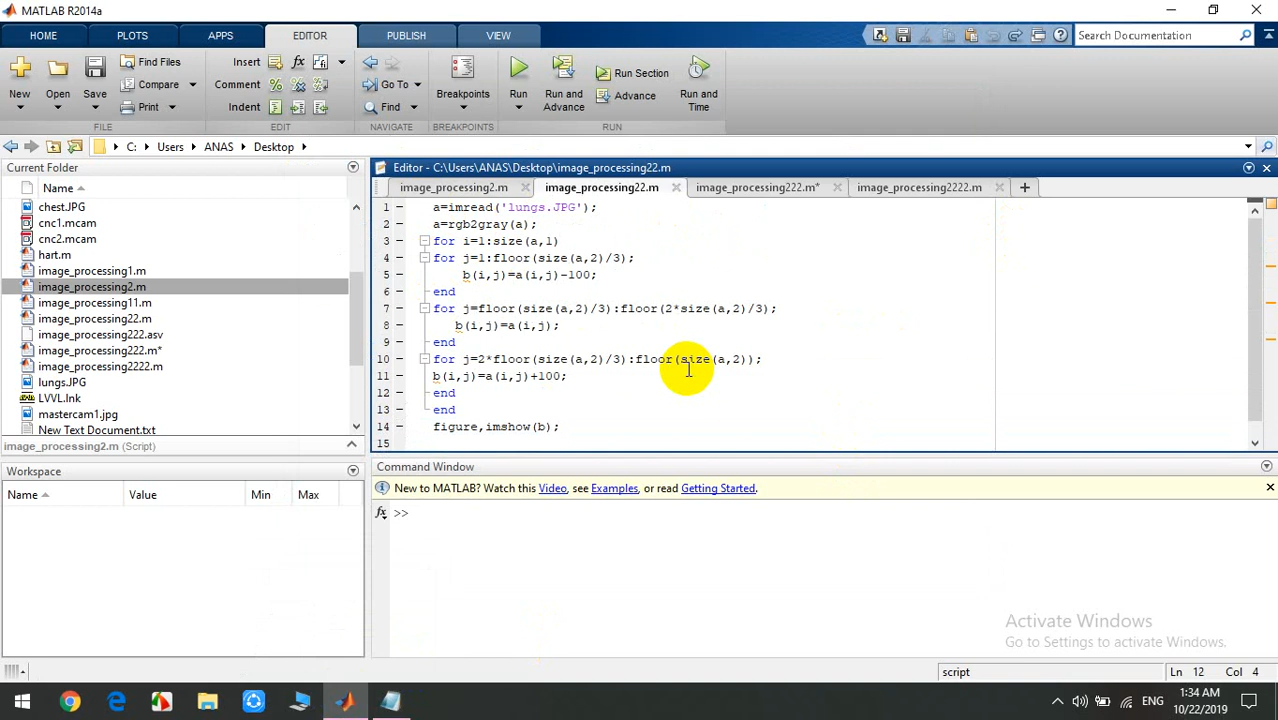 MATLAB R2014a
HOME PLOTS APPS EDITOR PUBLISH VIEW Search Documentation
New Open Save Find Files Compare Print
Insert fx Comment Indent
Go To Find
Breakpoints Run Run and Advance Run Section Advance Run and Time
FILE EDIT NAVIGATE BREAKPOINTS RUN
C: Users ANAS Desktop
Current Folder
Name
chest.JPG
cnc1.mcam
cnc2.mcam
hart.m
image_processing1.m
image_processing2.m
image_processing11.m
image_processing22.m
image_processing222.asv
image_processing222.m*
image_processing2222.m
lungs.JPG
LVVL.lnk
mastercam1.jpg
New Text Document.txt
image_processing2.m (Script)
Workspace
Name Value Min Max
Editor - C:\Users\ANAS\Desktop\image_processing22.m
image_processing2.m image_processing22.m image_processing222.m* image_processing2222.m
1 a=imread('lungs.JPG');
2 a=rgb2gray(a);
3 for i=1:size(a,1)
4 for j=1:floor(size(a,2)/3);
5 b(i,j)=a(i,j)-100;
6 end
7 for j=floor(size(a,2)/3):floor(2*size(a,2)/3);
8 b(i,j)=a(i,j);
9 end
10 for j=2*floor(size(a,2)/3):floor(size(a,2));
11 b(i,j)=a(i,j)+100;
12 end
13 end
14 figure,imshow(b);
15
Command Window
New to MATLAB? Watch this Video, see Examples, or read Getting Started.
fx >>
Activate Windows
Go to Settings to activate Windows.
script Ln 12 Col 4
ENG 1:34 AM
10/22/2019